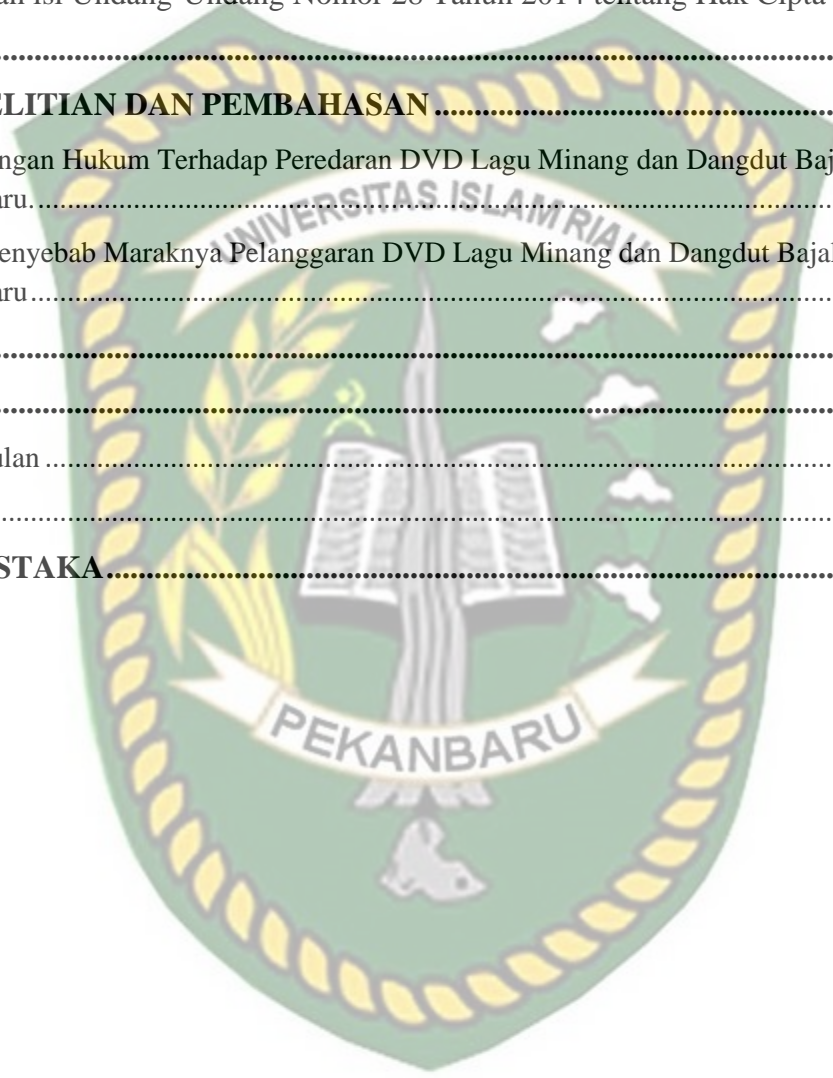 an isi Undang-Undang Nomor 28 Tahun 2014 tentang Hak Cipta
................................................................
ELITIAN DAN PEMBAHASAN................................................................
ngan Hukum Terhadap Peredaran DVD Lagu Minang dan Dangdut Baj
aru................................................................
UNIVERSITAS ISLAM RIAU
enyebab Maraknya Pelanggaran DVD Lagu Minang dan Dangdut Baja
aru................................................................
................................................................
................................................................
ulan................................................................
................................................................
STAKA................................................................
PEKANBARU